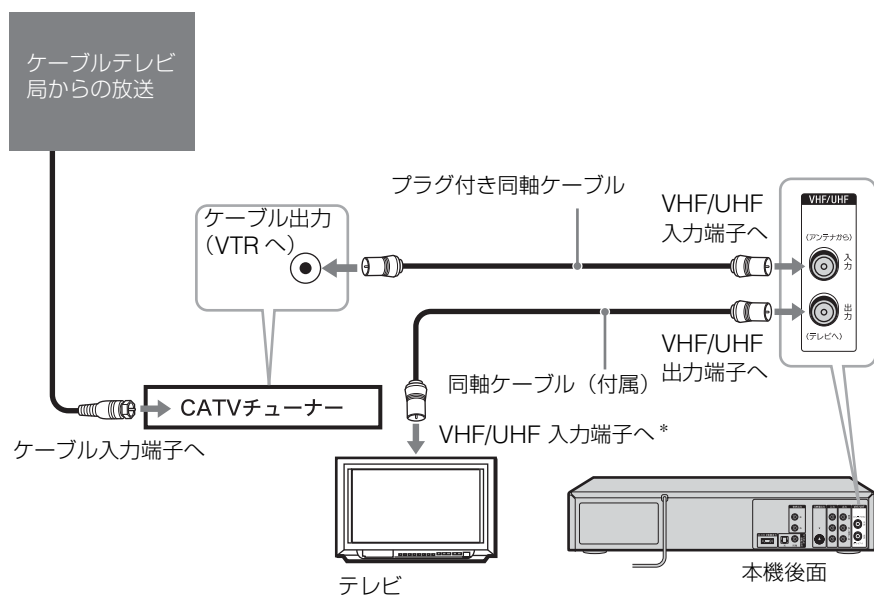 ケーブルテレビ
局からの放送
プラグ付き同軸ケーブル
ケーブル出力
（VTR へ）
VHF/UHF
入力端子へ
VHF/UHF
（アンテナから）
入力
出力
（テレビへ）
VHF/UHF
出力端子へ
同軸ケーブル（付属）
CATVチューナー
VHF/UHF 入力端子へ*
ケーブル入力端子へ
テレビ
本機後面